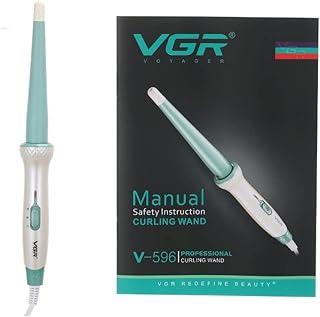 VGR
VGR
VOYAGER
Manual
Safety Instruction
CURLING WAND
V-596
PROFESSIONAL
CURLING WAND
VGR REDEFINE BEAUTY